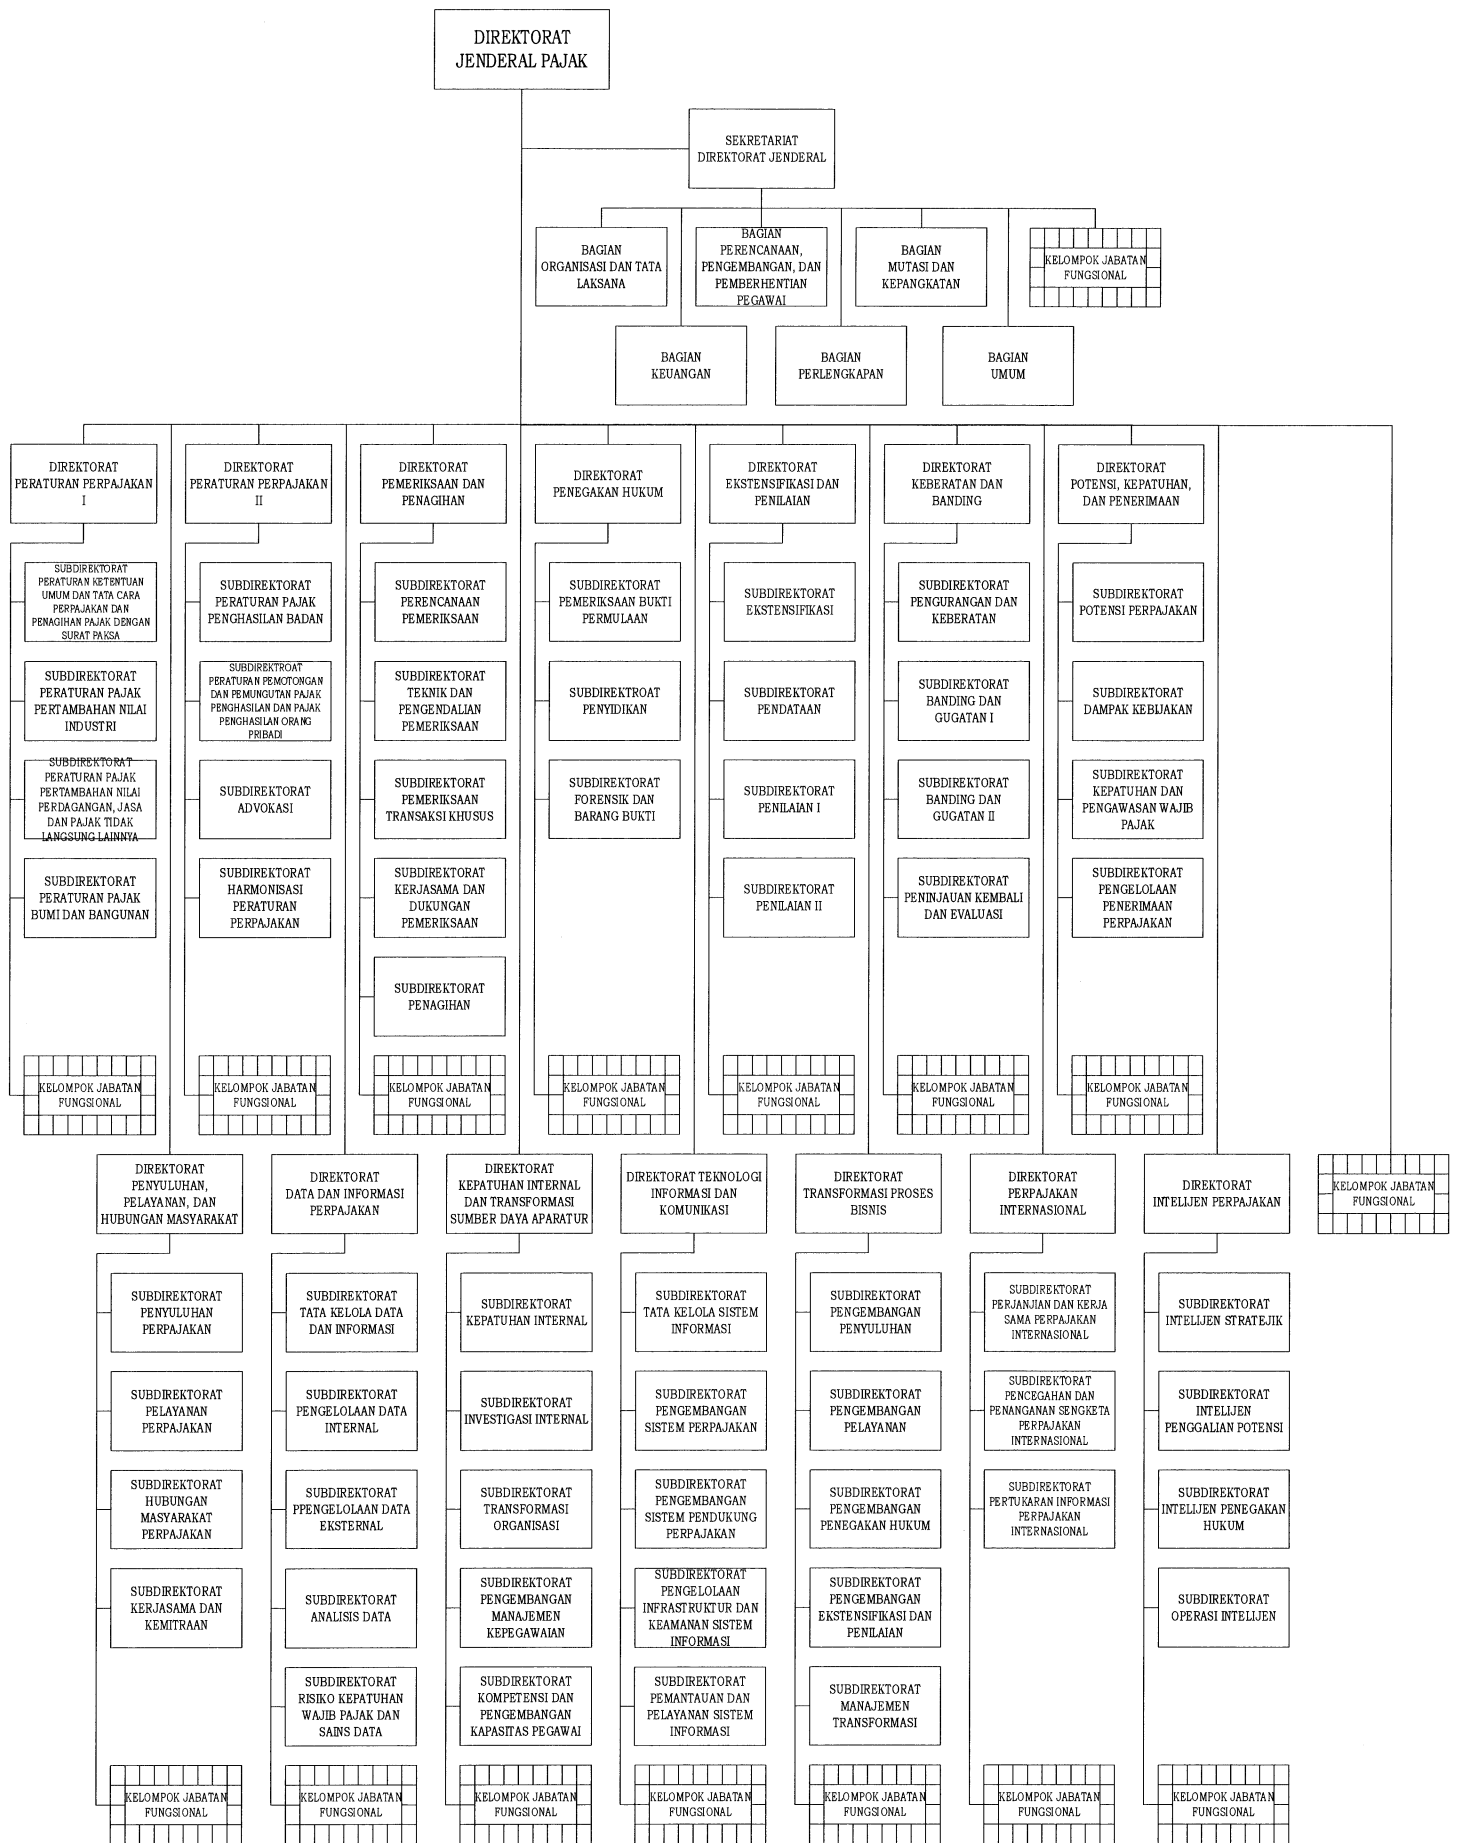 DIREKTORAT
JENDERAL PAJAK
SEKRETARIAT
DIREKTORAT JENDERAL
BAGIAN
ORGANISASI DAN TATA
LAKSANA
BAGIAN
PERENCANAAN,
PENGEMBANGAN, DAN
PEMBERHENTIAN
PEGAWAI
BAGIAN
MUTASI DAN
KEPANGKATAN
KELOMPOK JABATAN
FUNGSIONAL
BAGIAN
KEUANGAN
BAGIAN
PERLENGKAPAN
BAGIAN
UMUM
DIREKTORAT
PERATURAN PERPAJAKAN
I
DIREKTORAT
PERATURAN PERPAJAKAN
II
DIREKTORAT
PEMERIKSAAN DAN
PENAGIHAN
DIREKTORAT
PENEGAKAN HUKUM
DIREKTORAT
EKSTENSIFIKASI DAN
PENILAIAN
DIREKTORAT
KEBERATAN DAN
BANDING
DIREKTORAT
POTENSI, KEPATUHAN,
DAN PENERIMAAN
SUBDIREKTORAT
PERATURAN KETENTUAN
UMUM DAN TATA CARA
PERPAJAKAN DAN
PENAGIHAN PAJAK DENGAN
SURAT PAKSA
SUBDIREKTORAT
PERATURAN PAJAK
PENGHASILAN BADAN
SUBDIREKTORAT
PERENCANAAN
PEMERIKSAAN
SUBDIREKTORAT
PEMERIKSAAN BUKTI
PERMULAAN
SUBDIREKTORAT
EKSTENSIFIKASI
SUBDIREKTORAT
PENGURANGAN DAN
KEBERATAN
SUBDIREKTORAT
POTENSI PERPAJAKAN
SUBDIREKTORAT
PERATURAN PAJAK
PERTAMBAHAN NILAI
INDUSTRI
SUBDIREKTROAT
PERATURAN PEMOTONGAN
DAN PEMUNGUTAN PAJAK
PENGHASILAN DAN PAJAK
PENGHASILAN ORANG
PRIBADI
SUBDIREKTORAT
TEKNIK DAN
PENGENDALIAN
PEMERIKSAAN
SUBDIREKTROAT
PENYIDIKAN
SUBDIREKTORAT
PENDATAAN
SUBDIREKTORAT
BANDING DAN
GUGATAN I
SUBDIREKTORAT
DAMPAK KEBIJAKAN
SUBDIREKTORAT
PERATURAN PAJAK
PERTAMBAHAN NILAI
PERDAGANGAN, JASA
DAN PAJAK TIDAK
LANGSUNG LAINNYA
SUBDIREKTORAT
ADVOKASI
SUBDIREKTORAT
PEMERIKSAAN
TRANSAKSI KHUSUS
SUBDIREKTORAT
FORENSIK DAN
BARANG BUKTI
SUBDIREKTORAT
PENILAIAN I
SUBDIREKTORAT
BANDING DAN
GUGATAN II
SUBDIREKTORAT
KEPATUHAN DAN
PENGAWASAN WAJIB
PAJAK
SUBDIREKTORAT
PERATURAN PAJAK
BUMI DAN BANGUNAN
SUBDIREKTORAT
HARMONISASI
PERATURAN
PERPAJAKAN
SUBDIREKTORAT
KERJASAMA DAN
DUKUNGAN
PEMERIKSAAN
SUBDIREKTORAT
PENILAIAN II
SUBDIREKTORAT
PENINJAUAN KEMBALI
DAN EVALUASI
SUBDIREKTORAT
PENGELOLAAN
PENERIMAAN
PERPAJAKAN
SUBDIREKTORAT
PENAGIHAN
KELOMPOK JABATAN
FUNGSIONAL
KELOMPOK JABATAN
FUNGSIONAL
KELOMPOK JABATAN
FUNGSIONAL
KELOMPOK JABATAN
FUNGSIONAL
KELOMPOK JABATAN
FUNGSIONAL
KELOMPOK JABATAN
FUNGSIONAL
KELOMPOK JABATAN
FUNGSIONAL
DIREKTORAT
PENYULUHAN,
PELAYANAN, DAN
HUBUNGAN MASYARAKAT
DIREKTORAT
DATA DAN INFORMASI
PERPAJAKAN
DIREKTORAT
KEPATUHAN INTERNAL
DAN TRANSFORMASI
SUMBER DAYA APARATUR
DIREKTORAT TEKNOLOGI
INFORMASI DAN
KOMUNIKASI
DIREKTORAT
TRANSFORMASI PROSES
BISNIS
DIREKTORAT
PERPAJAKAN
INTERNASIONAL
DIREKTORAT
INTELIJEN PERPAJAKAN
KELOMPOK JABATAN
FUNGSIONAL
SUBDIREKTORAT
PENYULUHAN
PERPAJAKAN
SUBDIREKTORAT
TATA KELOLA DATA
DAN INFORMASI
SUBDIREKTORAT
KEPATUHAN INTERNAL
SUBDIREKTORAT
TATA KELOLA SISTEM
INFORMASI
SUBDIREKTORAT
PENGEMBANGAN
PENYULUHAN
SUBDIREKTORAT
PERJANJIAN DAN KERJA
SAMA PERPAJAKAN
INTERNASIONAL
SUBDIREKTORAT
INTELIJEN STRATEJIK
SUBDIREKTORAT
PELAYANAN
PERPAJAKAN
SUBDIREKTORAT
PENGELOLAAN DATA
INTERNAL
SUBDIREKTORAT
INVESTIGASI INTERNAL
SUBDIREKTORAT
PENGEMBANGAN
SISTEM PERPAJAKAN
SUBDIREKTORAT
PENGEMBANGAN
PELAYANAN
SUBDIREKTORAT
PENCEGAHAN DAN
PENANGANAN SENGKETA
PERPAJAKAN
INTERNASIONAL
SUBDIREKTORAT
INTELIJEN
PENGGALIAN POTENSI
SUBDIREKTORAT
HUBUNGAN
MASYARAKAT
PERPAJAKAN
SUBDIREKTORAT
PPENGELOLAAN DATA
EKSTERNAL
SUBDIREKTORAT
TRANSFORMASI
ORGANISASI
SUBDIREKTORAT
PENGEMBANGAN
SISTEM PENDUKUNG
PERPAJAKAN
SUBDIREKTORAT
PENGEMBANGAN
PENEGAKAN HUKUM
SUBDIREKTORAT
PERTUKARAN INFORMASI
PERPAJAKAN
INTERNASIONAL
SUBDIREKTORAT
INTELIJEN PENEGAKAN
HUKUM
SUBDIREKTORAT
KERJASAMA DAN
KEMITRAAN
SUBDIREKTORAT
ANALISIS DATA
SUBDIREKTORAT
PENGEMBANGAN
MANAJEMEN
KEPEGAWAIAN
SUBDIREKTORAT
PENGELOLAAN
INFRASTRUKTUR DAN
KEAMANAN SISTEM
INFORMASI
SUBDIREKTORAT
PENGEMBANGAN
EKSTENSIFIKASI DAN
PENILAIAN
SUBDIREKTORAT
OPERASI INTELIJEN
SUBDIREKTORAT
RISIKO KEPATUHAN
WAJIB PAJAK DAN
SAINS DATA
SUBDIREKTORAT
KOMPETENSI DAN
PENGEMBANGAN
KAPASITAS PEGAWAI
SUBDIREKTORAT
PEMANTAUAN DAN
PELAYANAN SISTEM
INFORMASI
SUBDIREKTORAT
MANAJEMEN
TRANSFORMASI
KELOMPOK JABATAN
FUNGSIONAL
KELOMPOK JABATAN
FUNGSIONAL
KELOMPOK JABATAN
FUNGSIONAL
KELOMPOK JABATAN
FUNGSIONAL
KELOMPOK JABATAN
FUNGSIONAL
KELOMPOK JABATAN
FUNGSIONAL
KELOMPOK JABATAN
FUNGSIONAL